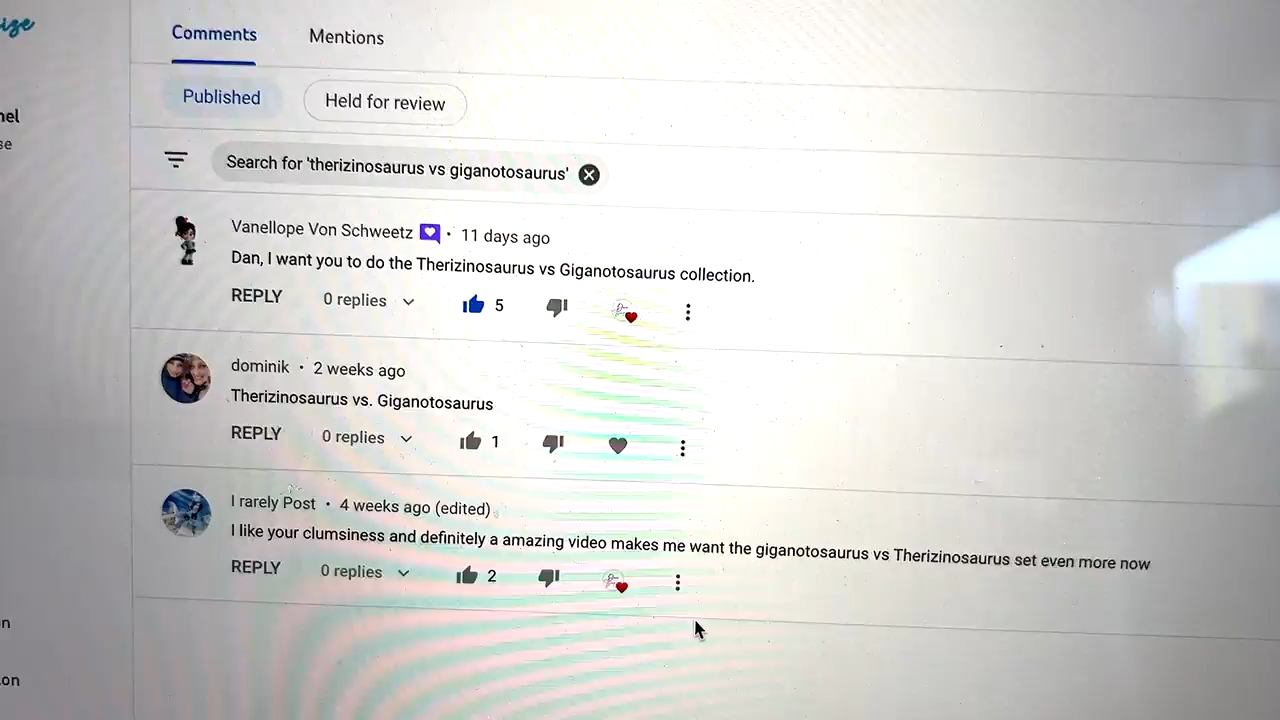 ize
Comments
Mentions
nel
se
Published
Held for review
Search for 'therizinosaurus vs giganotosaurus'
Vanellope Von Schweetz · 11 days ago
Dan, I want you to do the Therizinosaurus vs Giganotosaurus collection.
REPLY 0 replies 5
dominik · 2 weeks ago
Therizinosaurus vs. Giganotosaurus
REPLY 0 replies 1
I rarely Post · 4 weeks ago (edited)
I like your clumsiness and definitely a amazing video makes me want the giganotosaurus vs Therizinosaurus set even more now
REPLY 0 replies 2
n
on